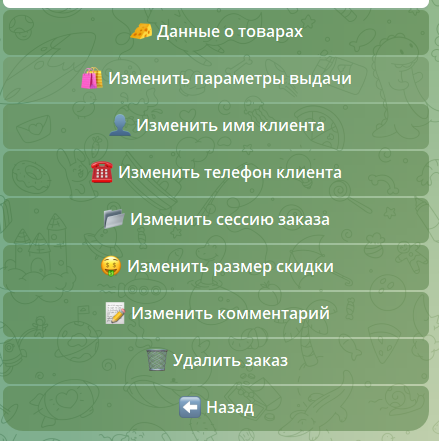 Данные о товарах
Изменить параметры выдачи
Изменить имя клиента
Изменить телефон клиента
Изменить сессию заказа
Изменить размер скидки
Изменить комментарий
Удалить заказ
Назад